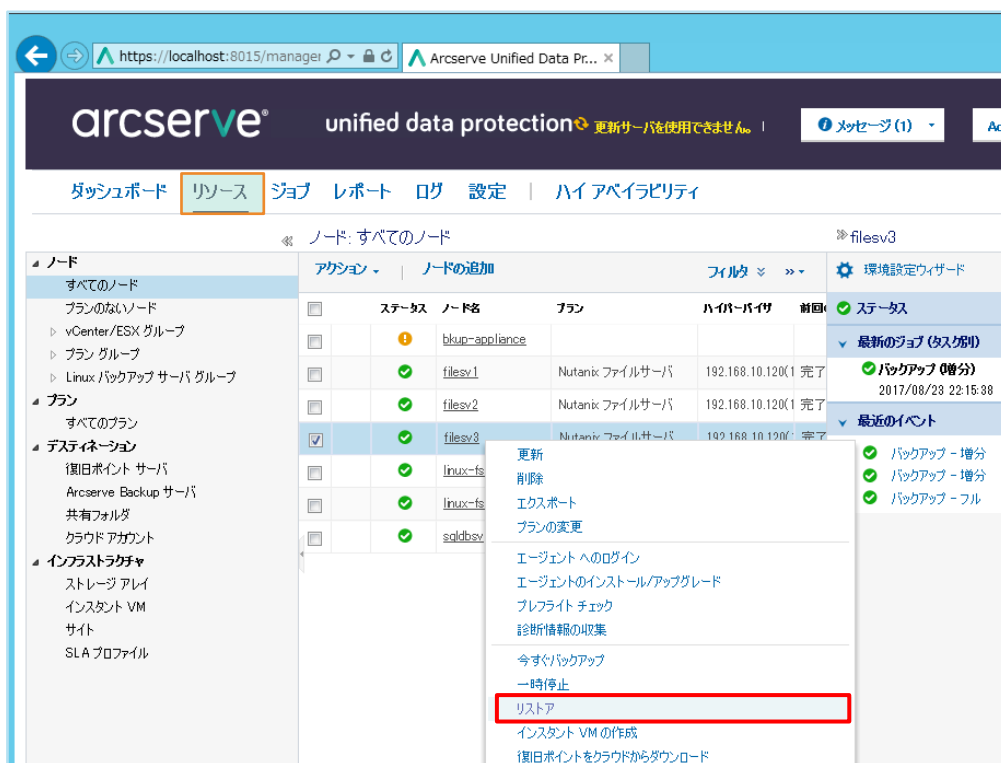 https://localhost:8015/manager
Arcserve Unified Data Pr...
arcserve®
unified data protection
更新サーバを使用できません。
メッセージ(1)
ダッシュボード リソース ジョブ レポート ログ 設定 | ハイ アベイラビリティ
ノード: すべてのノード
filesv3
ノード
すべてのノード
プランのないノード
vCenter/ESX グループ
プラン グループ
Linux バックアップ サーバ グループ
プラン
すべてのプラン
デスティネーション
復旧ポイント サーバ
Arcserve Backup サーバ
共有フォルダ
クラウド アカウント
インフラストラクチャ
ストレージ アレイ
インスタント VM
サイト
SLA プロファイル
アクション | ノードの追加 フィルタ
ステータス ノード名 プラン ハイパーバイザ 前回
bkup-appliance
filesv1 Nutanix ファイルサーバ 192.168.10.120(1 完了
filesv2 Nutanix ファイルサーバ 192.168.10.120(1 完了
filesv3 Nutanix ファイルサーバ 192.168.10.120( 完了
linux-fs
linux-fs
sqldbsv
更新
削除
エクスポート
プランの変更
エージェント へのログイン
エージェントのインストール/アップグレード
プレフライト チェック
診断情報の収集
今すぐバックアップ
一時停止
リストア
インスタント VM の作成
復旧ポイントをクラウドからダウンロード
環境設定ウィザード
ステータス
最新のジョブ (タスク別)
バックアップ (増分)
2017/08/23 22:15:38
最近のイベント
バックアップ - 増分
バックアップ - 増分
バックアップ - フル